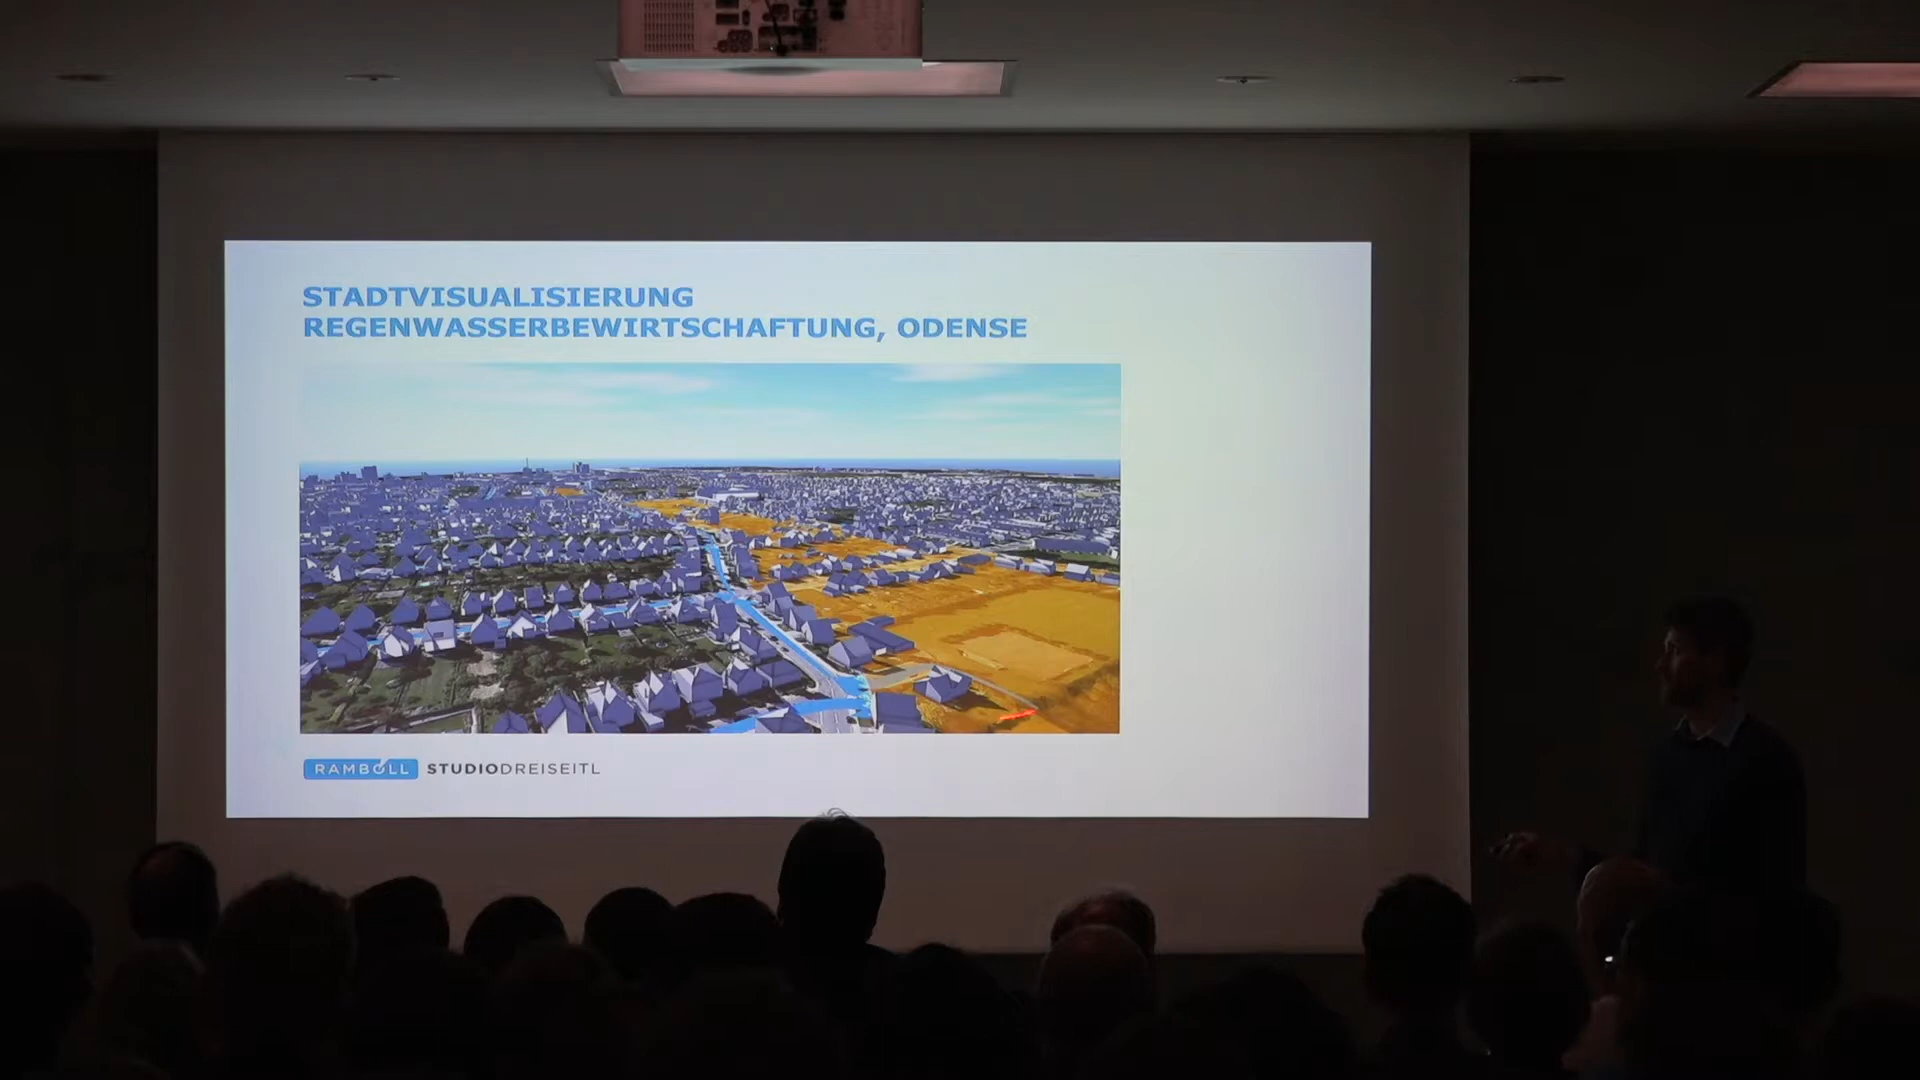 STADTVISUALISIERUNG
REGENWASSERBEWIRTSCHAFTUNG, ODENSE
RAMBOLL STUDIODREISEITL